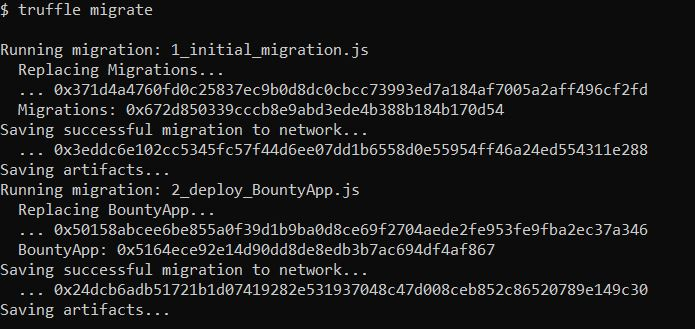 $ truffle migrate
Running migration: 1_initial_migration.js
Replacing Migrations...
... 0x371d4a4760fd0c25837ec9b0d8dc0cbcc73993ed7a184af7005a2aff496cf2fd
Migrations: 0x672d850339cccb8e9abd3ede4b388b184b170d54
Saving successful migration to network...
... 0x3eddc6e102cc5345fc57f44d6ee07dd1b6558d0e55954ff46a24ed554311e288
Saving artifacts...
Running migration: 2_deploy_BountyApp.js
Replacing BountyApp...
... 0x50158abcee6be855a0f39d1b9ba0d8ce69f2704aede2fe953fe9fba2ec37a346
BountyApp: 0x5164ece92e14d90dd8de8edb3b7ac694df4af867
Saving successful migration to network...
... 0x24dcb6adb51721b1d07419282e531937048c47d008ceb852c86520789e149c30
Saving artifacts...